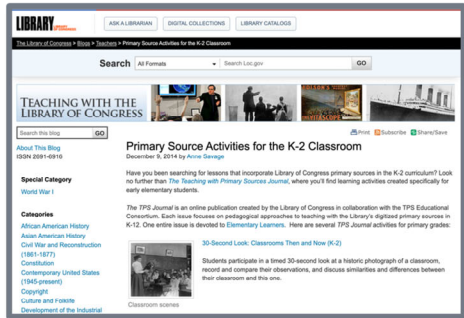 LIBRARY
OF CONGRESS
ASK A LIBRARIAN
DIGITAL COLLECTIONS
LIBRARY CATALOGS
The Library of Congress > Blogs > Teachers > Primary Source Activities for the K-2 Classroom
Search All Formats Search Loc.gov GO
TEACHING WITH THE
LIBRARY OF CONGRESS
Search this blog GO
Print Subscribe Share/Save
About This Blog
ISSN 2691-6916
Special Category
World War I
Categories
African American History
Asian American History
Civil War and Reconstruction
(1861-1877)
Constitution
Contemporary United States
(1945-present)
Copyright
Culture and Folklife
Development of the Industrial
Primary Source Activities for the K-2 Classroom
December 9, 2014 by Anne Savage
Have you been searching for lessons that incorporate Library of Congress primary sources in the K-2 curriculum? Look
no further than The Teaching with Primary Sources Journal, where you'll find learning activities created specifically for
early elementary students.
The TPS Journal is an online publication created by the Library of Congress in collaboration with the TPS Educational
Consortium. Each issue focuses on pedagogical approaches to teaching with the Library's digitized primary sources in
K-12. One entire issue is devoted to Elementary Learners. Here are several TPS Journal activities for primary grades:
30-Second Look: Classrooms Then and Now (K-2)
Students participate in a timed 30-second look at a historic photograph of a classroom,
record and compare their observations, and discuss similarities and differences between
their classroom and this one.
Classroom scenes